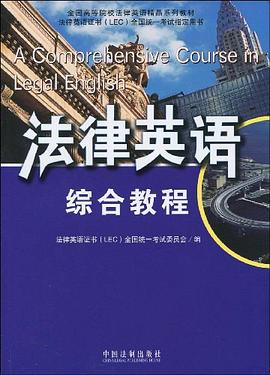 全国高等院校法律英语精品系列教材
法律英语证书（LEC）全国统一考试指定用书
A Comprehensive Course in
Legal English
法律英语
综合教程
法律英语证书（LEC）全国统一考试委员会/编
中国法制出版社
CHINA LEGAL PUBLISHING HOUSE